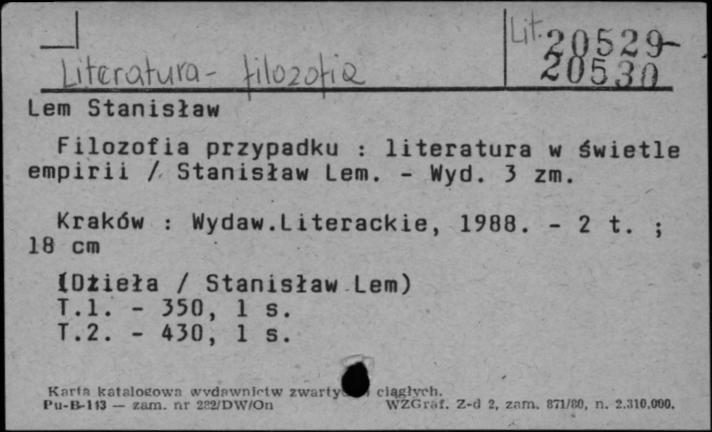 Lit. 20529-
20530
Literatura - filozofia
Lem Stanisław
Filozofia przypadku : literatura w świetle
empirii / Stanisław Lem. - Wyd. 3 zm.
Kraków : Wydaw.Literackie, 1988. - 2 t. ;
18 cm
(Dzieła / Stanisław Lem)
T.1. - 350, 1 s.
T.2. - 430, 1 s.
Karta katalogowa wydawnictw ciągłych.
Pu-B-113 — zam. nr 282/DW/On WZGraf. Z-d 2, zam. 871/80, n. 2.310.000.